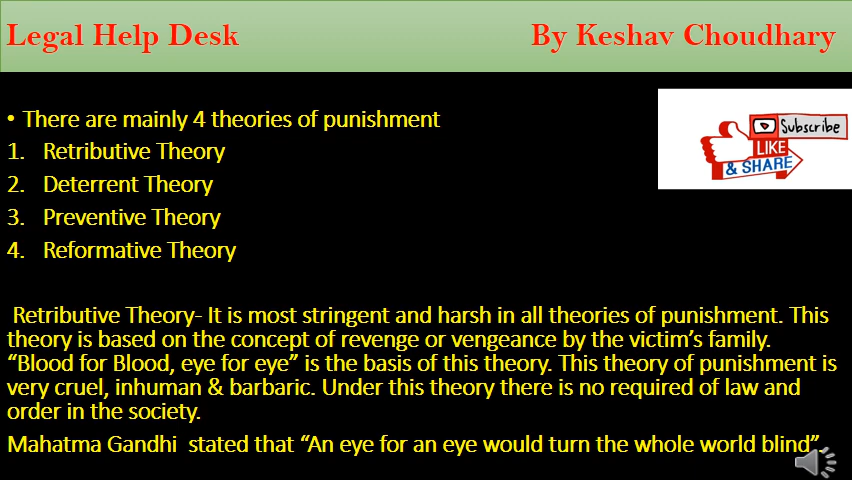 Legal Help Desk By Keshav Choudhary
• There are mainly 4 theories of punishment
1. Retributive Theory
2. Deterrent Theory
3. Preventive Theory
4. Reformative Theory
Subscribe
LIKE
& SHARE
Retributive Theory- It is most stringent and harsh in all theories of punishment. This
theory is based on the concept of revenge or vengeance by the victim's family.
“Blood for Blood, eye for eye” is the basis of this theory. This theory of punishment is
very cruel, inhuman & barbaric. Under this theory there is no required of law and
order in the society.
Mahatma Gandhi stated that “An eye for an eye would turn the whole world blind”.